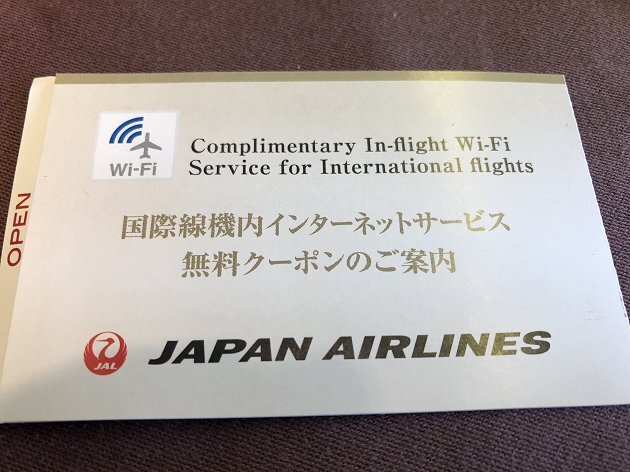 Wi-Fi
Complimentary In-flight Wi-Fi
Service for International flights
OPEN
国際線機内インターネットサービス
無料クーポンのご案内
JAL
JAPAN AIRLINES